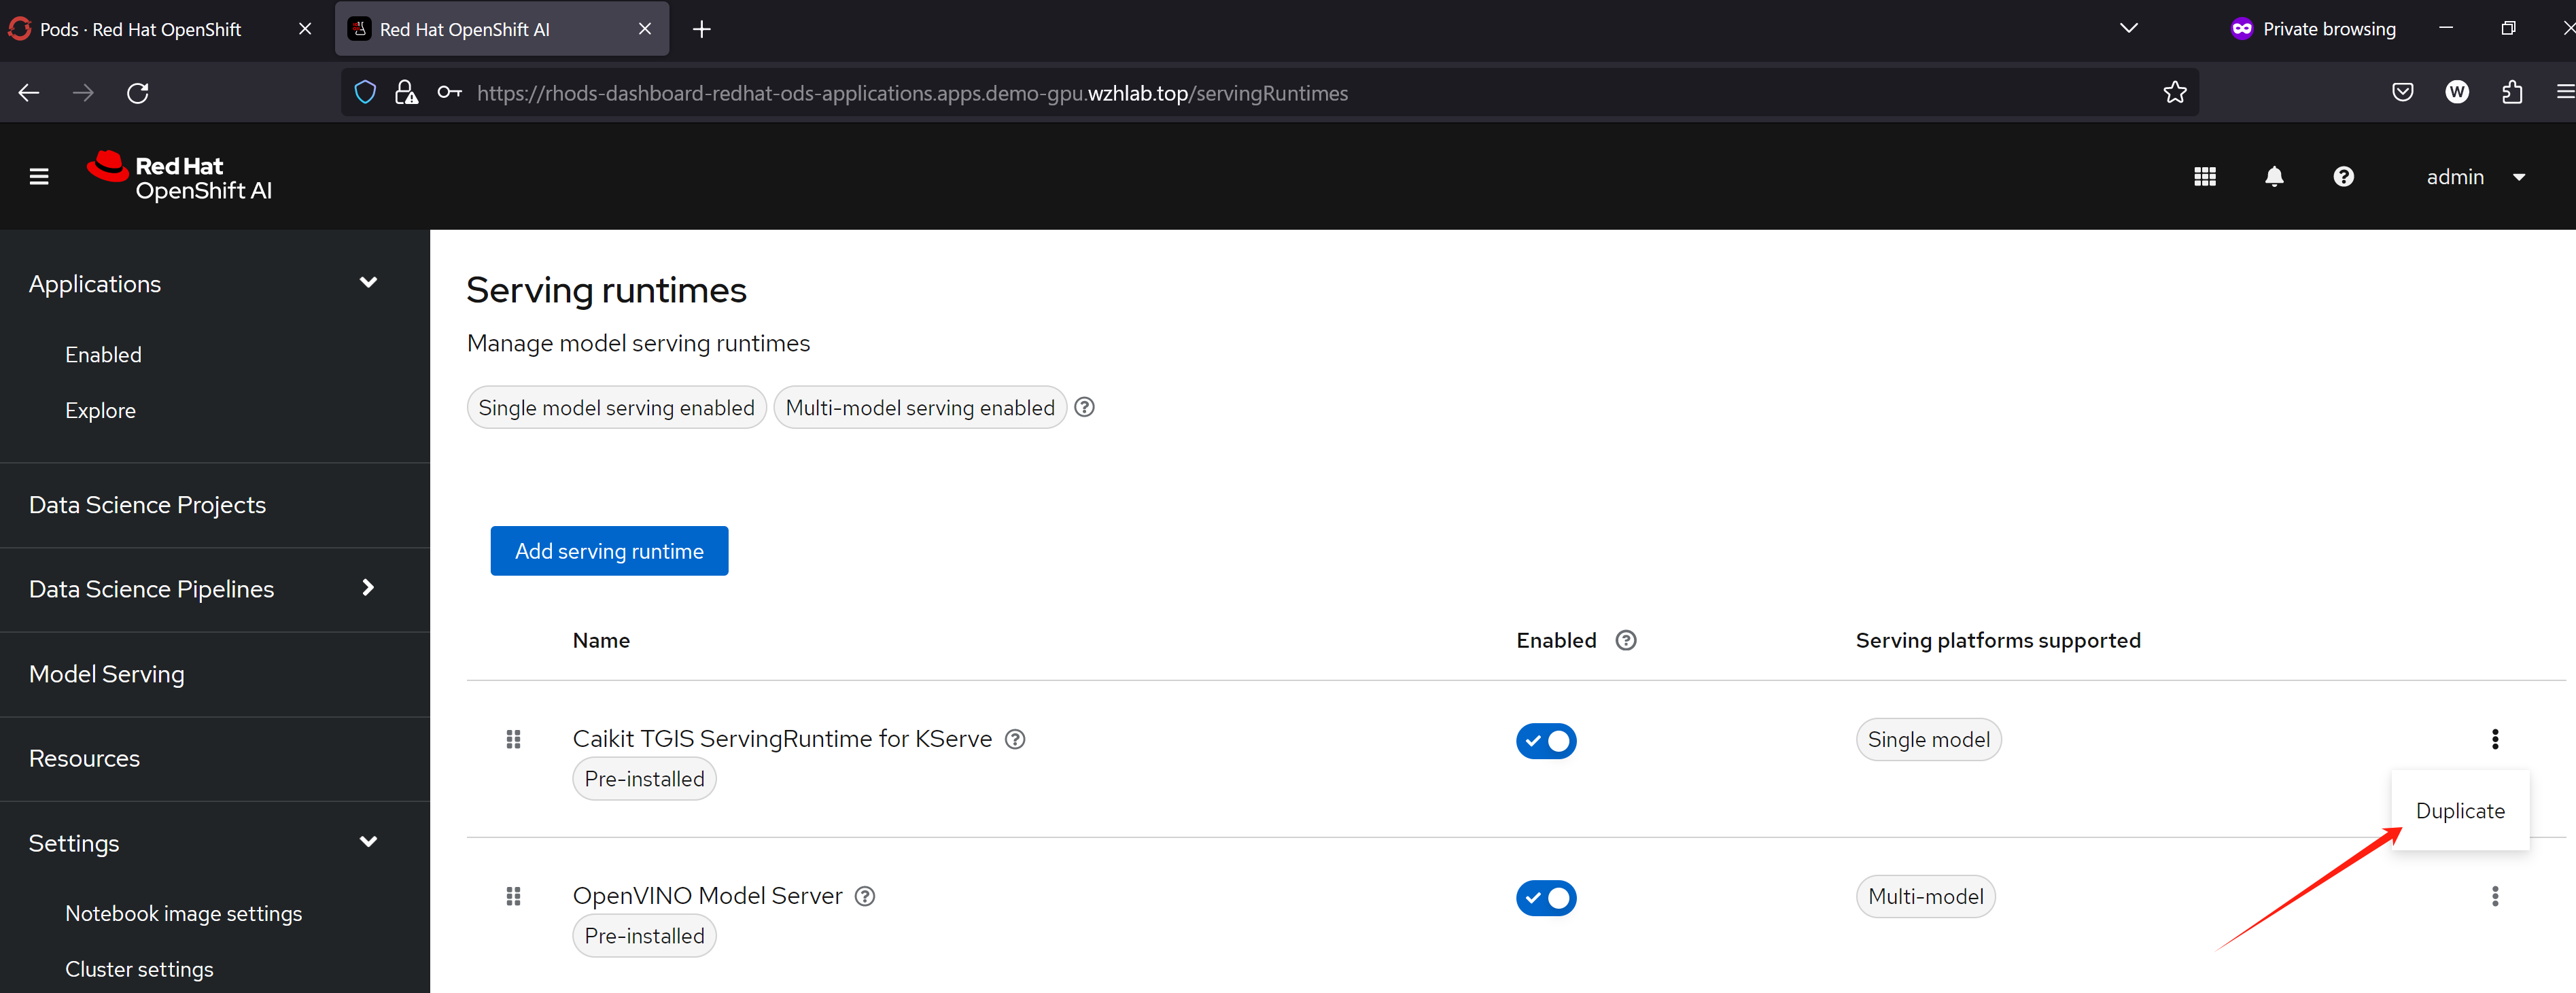 Pods · Red Hat OpenShift
Red Hat OpenShift AI
Private browsing
https://rhods-dashboard-redhat-ods-applications.apps.demo-gpu.wzhlab.top/servingRuntimes
W
Red Hat
OpenShift AI
admin
Applications
Enabled
Explore
Data Science Projects
Data Science Pipelines
Model Serving
Resources
Settings
Notebook image settings
Cluster settings
Serving runtimes
Manage model serving runtimes
Single model serving enabled
Multi-model serving enabled
Add serving runtime
Name
Enabled
Serving platforms supported
Caikit TGIS ServingRuntime for KServe
Pre-installed
Single model
Duplicate
OpenVINO Model Server
Pre-installed
Multi-model